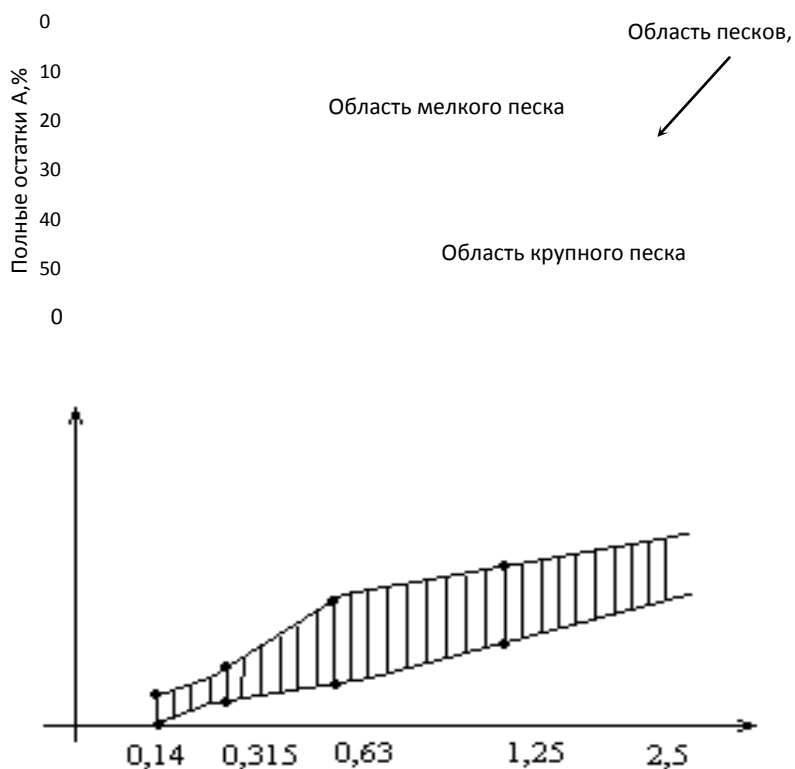 0
Область песков,
10
Область мелкого песка
20
30
Полные остатки А,%
40
Область крупного песка
50
0
0,14 0,315 0,63 1,25 2,5